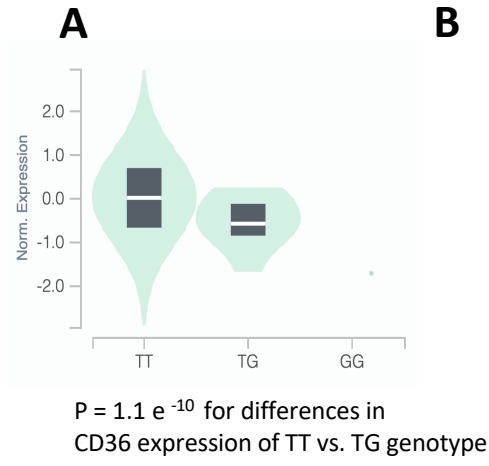 A
B
Norm. Expression
2.0
1.0
0.0
-1.0
-2.0
TT TG GG
P = 1.1 e -10 for differences in
CD36 expression of TT vs. TG genotype